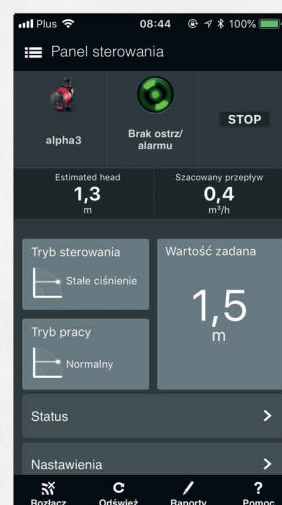 Plus 08:44 100%
Panel sterowania
alpha3
Brak ostrz/
alarmu
STOP
Estimated head
1,3
m
Szacowany przepływ
0,4
m³/h
Tryb sterowania
Stałe ciśnienie
Wartość zadana
1,5
m
Tryb pracy
Normalny
Status
Nastawienia
Rozłącz Odśwież Raporty Pomoc